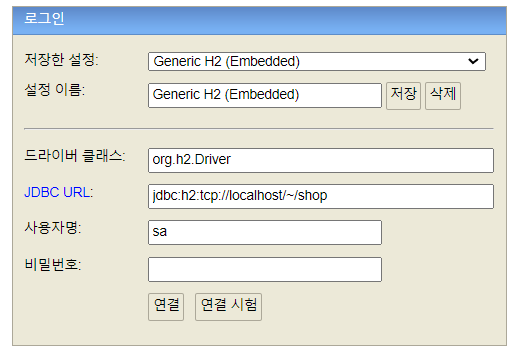 로그인
저장한 설정: Generic H2 (Embedded)
설정 이름: Generic H2 (Embedded) 저장 삭제
드라이버 클래스: org.h2.Driver
JDBC URL: jdbc:h2:tcp://localhost/~/shop
사용자명: sa
비밀번호:
연결 연결 시험